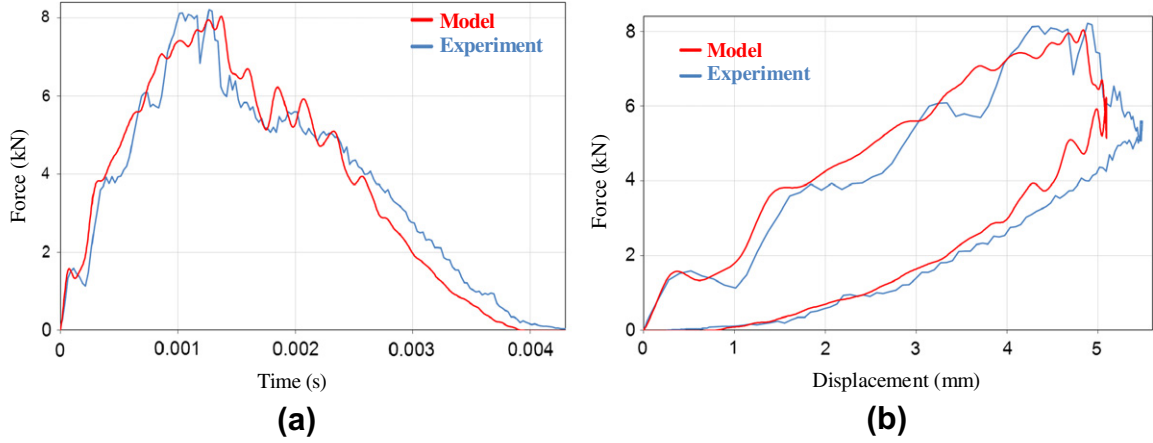 8
6
4
2
0
Force (kN)
Model
Experiment
0
0.001
0.002
0.003
0.004
Time (s)
(a)
8
6
4
2
0
Force (kN)
Model
Experiment
0
1
2
3
4
5
Displacement (mm)
(b)